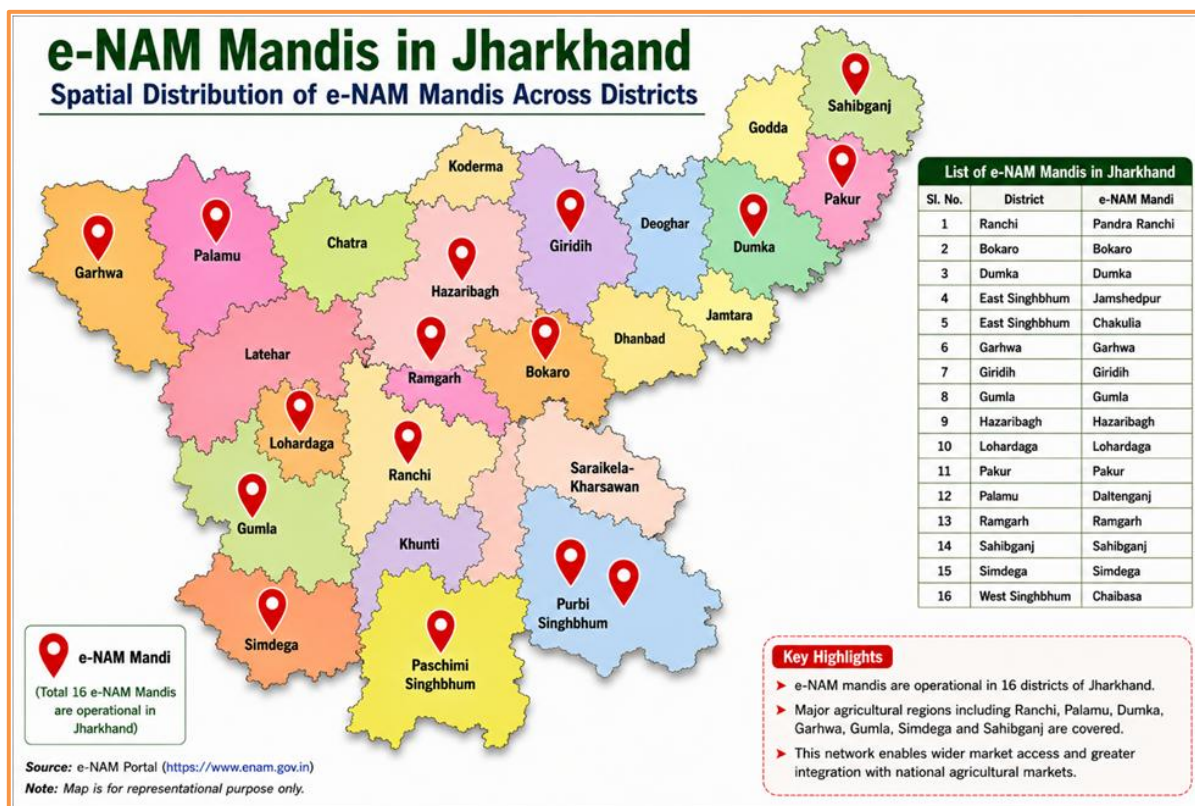 e-NAM Mandis in Jharkhand
Spatial Distribution of e-NAM Mandis Across Districts
Sahibganj
Godda
Koderma
Pakur
Giridih
Deoghar
Dumka
Palamu
Chatra
Garhwa
Hazaribagh
Jamtara
Dhanbad
Latehar
Ramgarh
Bokaro
Lohardaga
Ranchi
Saraikela-
Kharsawan
Gumla
Khunti
Purbi
Singhbhum
Simdega
Paschimi
Singhbhum
List of e-NAM Mandis in Jharkhand
Sl. No. District e-NAM Mandi
1 Ranchi Pandra Ranchi
2 Bokaro Bokaro
3 Dumka Dumka
4 East Singhbhum Jamshedpur
5 East Singhbhum Chakulia
6 Garhwa Garhwa
7 Giridih Giridih
8 Gumla Gumla
9 Hazaribagh Hazaribagh
10 Lohardaga Lohardaga
11 Pakur Pakur
12 Palamu Daltenganj
13 Ramgarh Ramgarh
14 Sahibganj Sahibganj
15 Simdega Simdega
16 West Singhbhum Chaibasa
e-NAM Mandi
(Total 16 e-NAM Mandis
are operational in
Jharkhand)
Key Highlights
➤ e-NAM mandis are operational in 16 districts of Jharkhand.
➤ Major agricultural regions including Ranchi, Palamu, Dumka,
Garhwa, Gumla, Simdega and Sahibganj are covered.
➤ This network enables wider market access and greater
integration with national agricultural markets.
Source: e-NAM Portal (https://www.enam.gov.in)
Note: Map is for representational purpose only.